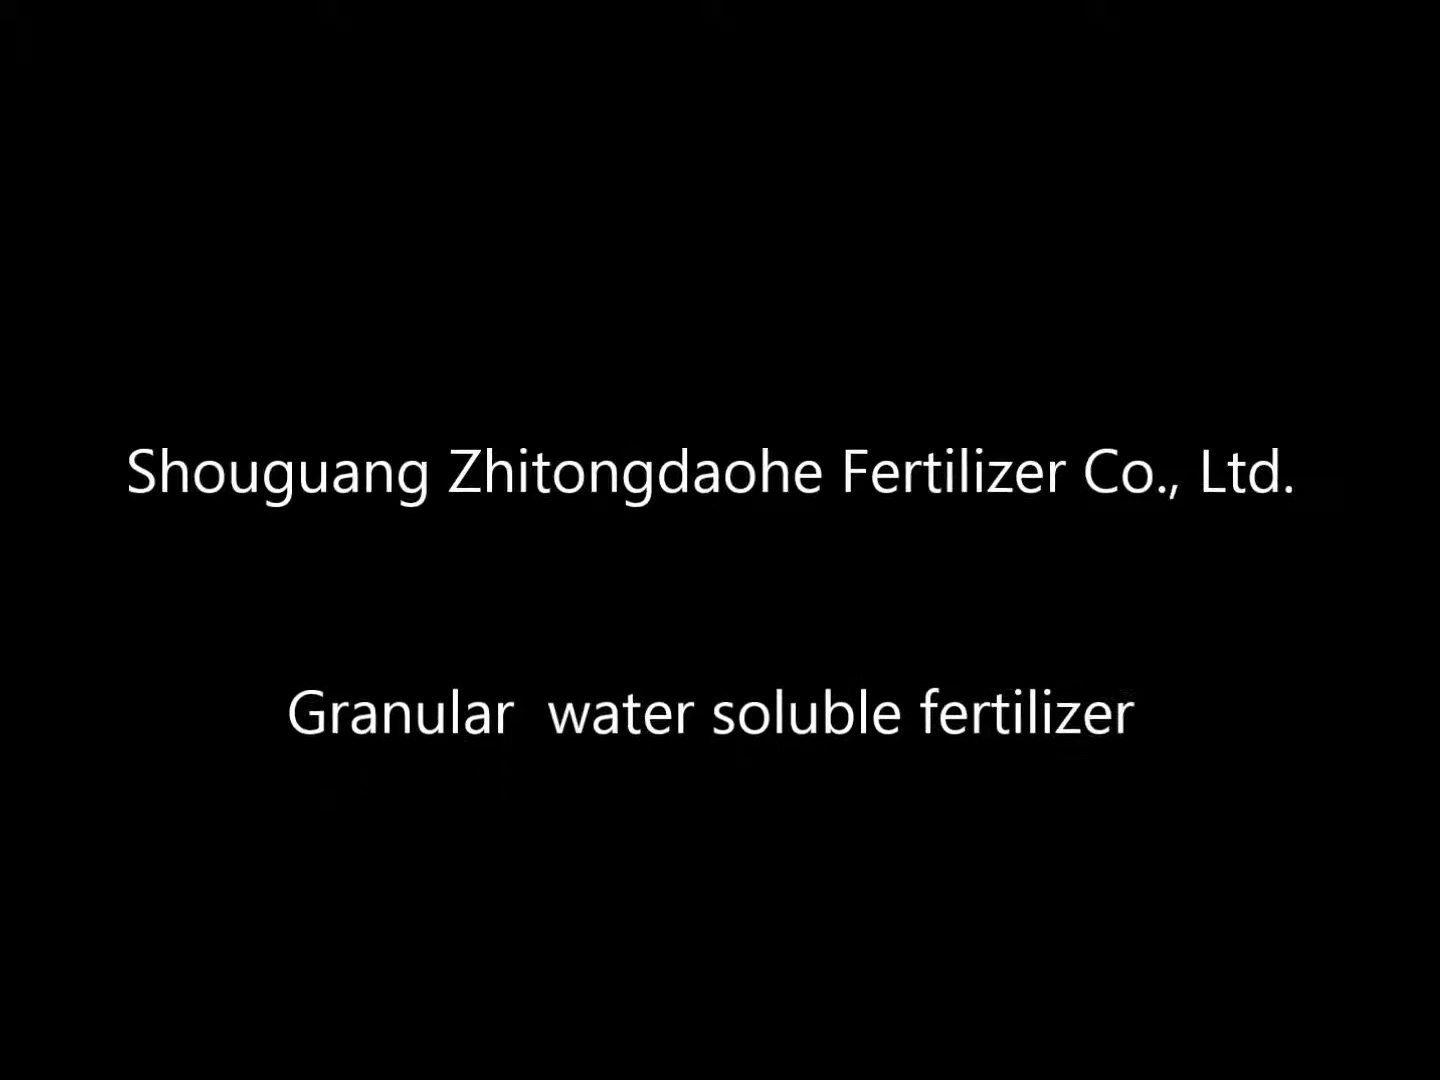 Shouguang Zhitongdaohe Fertilizer Co., Ltd.
Granular  water soluble fertilizer